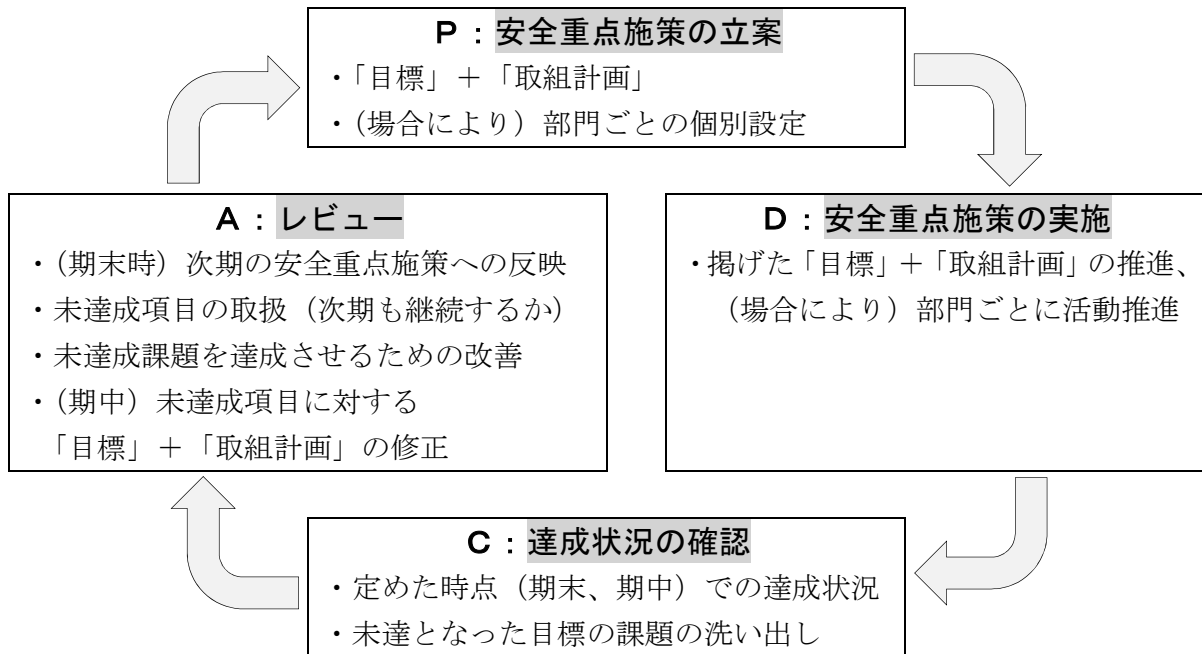 P:安全重点施策の立案
・「目標」+「取組計画」
・(場合により)部門ごとの個別設定
A:レビュー
・(期末時)次期の安全重点施策への反映
・未達成項目の取扱(次期も継続するか)
・未達成課題を達成させるための改善
・(期中)未達成項目に対する
「目標」+「取組計画」の修正
D:安全重点施策の実施
・掲げた「目標」+「取組計画」の推進、
(場合により)部門ごとに活動推進
C:達成状況の確認
・定めた時点(期末、期中)での達成状況
・未達となった目標の課題の洗い出し